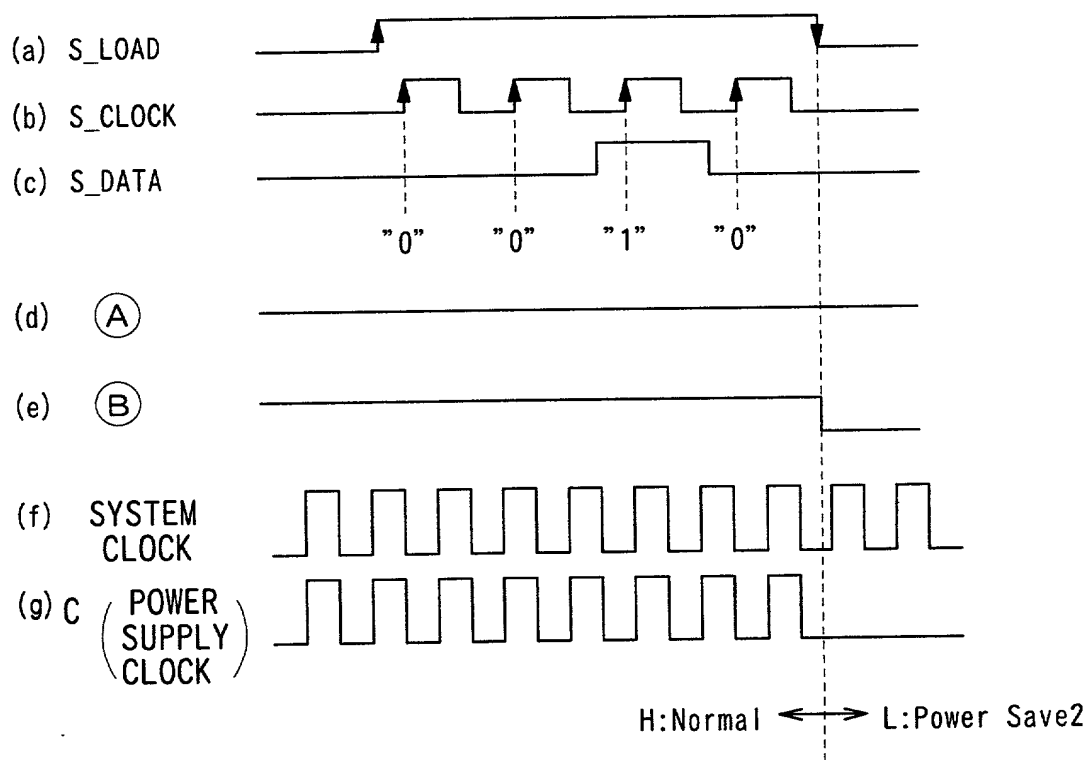 (a) S_LOAD
(b) S_CLOCK
(c) S_DATA
"0" "0" "1" "0"
(d) A
(e) B
(f) SYSTEM
CLOCK
(g) C ( POWER
SUPPLY
CLOCK )
H:Normal ↔ L:Power Save2